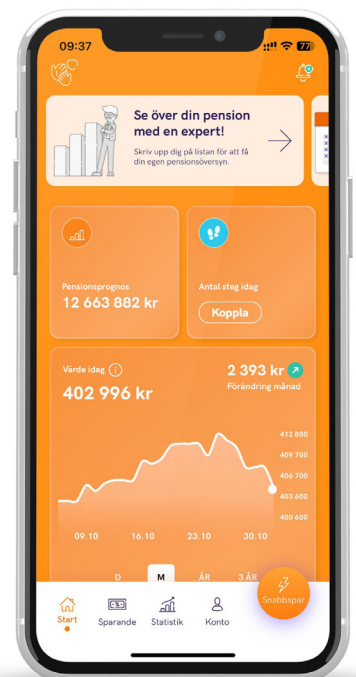 09:37
77
Se över din pension
med en expert!
Skriv upp dig på listan för att få
din egen pensionsöversyn.
Pensionsprognos
12 663 882 kr
Antal steg idag
Koppla
Värde idag
402 996 kr
2 393 kr
Förändring månad
412 800
409 700
406 700
403 600
400 600
09.10 16.10 23.10 30.10
D M ÅR 3 ÅR
Snabbspar
Start Sparande Statistik Konto